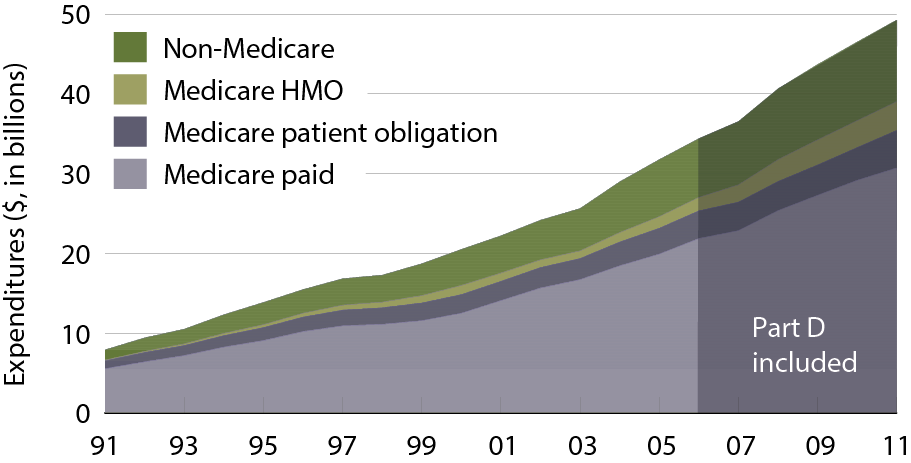 Expenditures ($, in billions)
50
40
30
20
10
0
Non-Medicare
Medicare HMO
Medicare patient obligation
Medicare paid
Part D
included
91 93 95 97 99 01 03 05 07 09 11